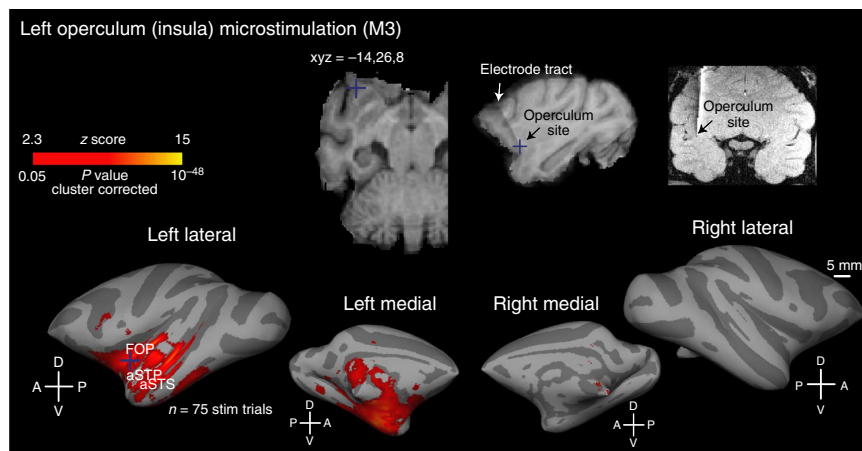 Left operculum (insula) microstimulation (M3)
xyz = –14,26,8
Electrode tract
Operculum
site
Operculum
site
2.3 z score 15
0.05 P value 10⁻⁴⁸
cluster corrected
Left lateral
Right lateral
5 mm
Left medial
Right medial
FOP
aSTP
aSTS
n = 75 stim trials
D
A P
V
D
P A
V
D
A P
V
D
P A
V